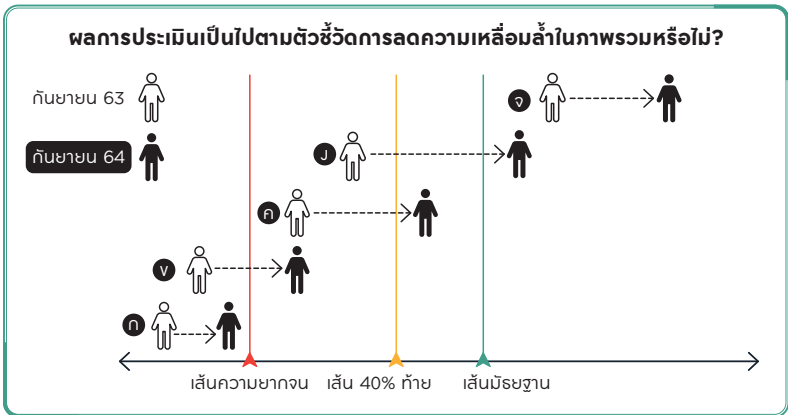 ผลการประเมินเป็นไปตามตัวชี้วัดการลดความเหลื่อมล้ำในภาพรวมหรือไม่?
กันยายน 63
จ
กันยายน 64
ง
ค
ข
ก
เส้นความยากจน เส้น 40% ท้าย เส้นมัธยฐาน